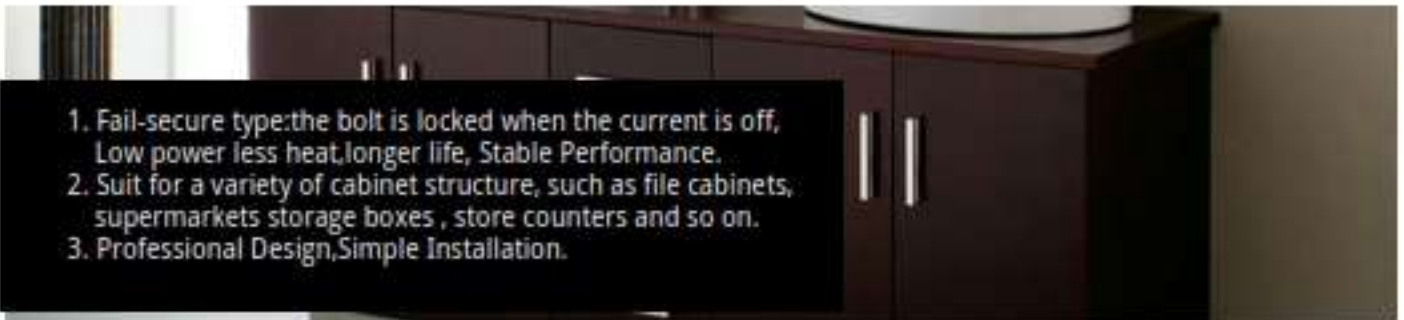 1. Fail-secure type:the bolt is locked when the current is off,
Low power less heat,longer life, Stable Performance.
2. Suit for a variety of cabinet structure, such as file cabinets,
supermarkets storage boxes , store counters and so on.
3. Professional Design,Simple Installation.